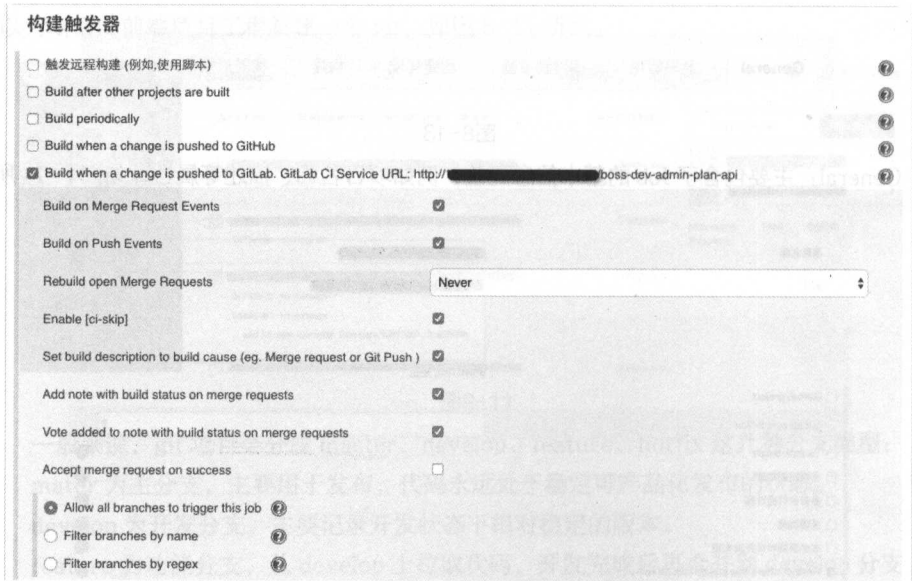 构建触发器
触发远程构建 (例如,使用脚本)
Build after other projects are built
Build periodically
Build when a change is pushed to GitHub
Build when a change is pushed to GitLab. GitLab CI Service URL: http:// /boss-dev-admin-plan-api
Build on Merge Request Events
Build on Push Events
Rebuild open Merge Requests Never
Enable [ci-skip]
Set build description to build cause (eg. Merge request or Git Push )
Add note with build status on merge requests
Vote added to note with build status on merge requests
Accept merge request on success
Allow all branches to trigger this job
Filter branches by name
Filter branches by regex